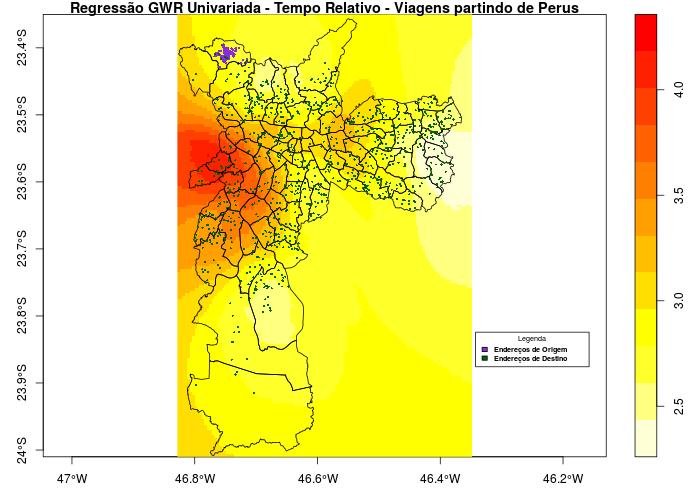 Regressão GWR Univariada - Tempo Relativo - Viagens partindo de Perus
23.4°S
23.5°S
23.6°S
23.7°S
23.8°S
23.9°S
24°S
47°W
46.8°W
46.6°W
46.4°W
46.2°W
Legenda
Endereços de Origem
Endereços de Destino
4.0
3.5
3.0
2.5